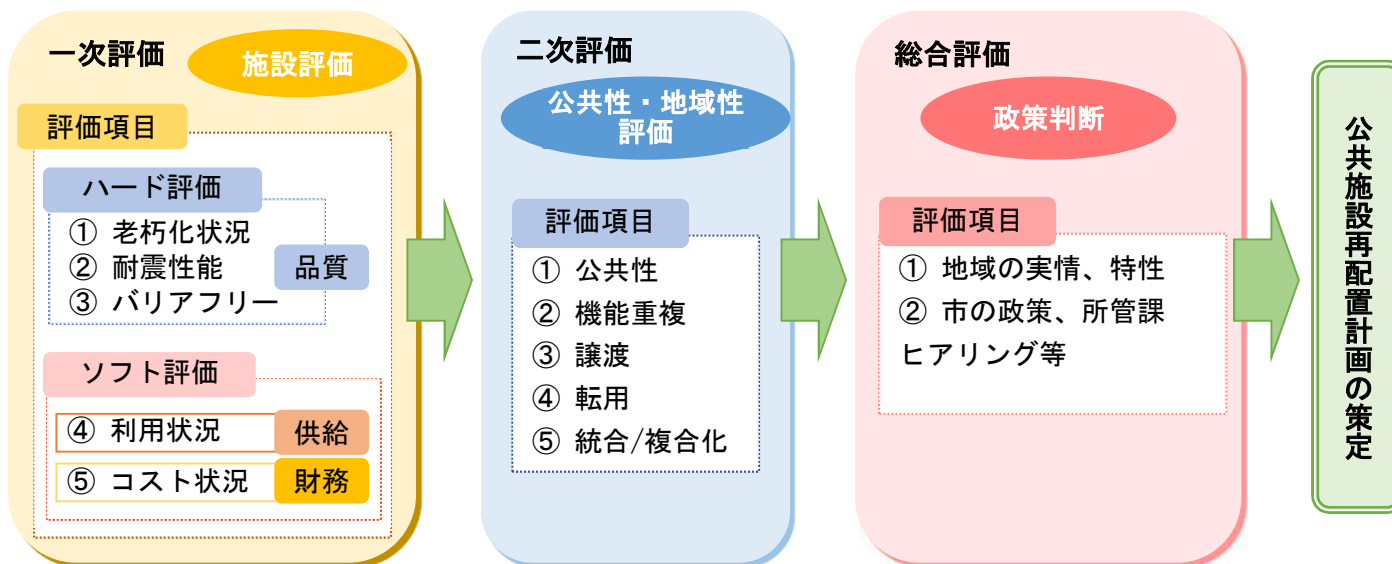 一次評価
施設評価
評価項目
ハード評価
① 老朽化状況
② 耐震性能
③ バリアフリー
品質
ソフト評価
④ 利用状況
供給
⑤ コスト状況
財務
二次評価
公共性・地域性
評価
評価項目
① 公共性
② 機能重複
③ 譲渡
④ 転用
⑤ 統合/複合化
総合評価
政策判断
評価項目
① 地域の実情、特性
② 市の政策、所管課
ヒアリング等
公共施設再配置計画の策定